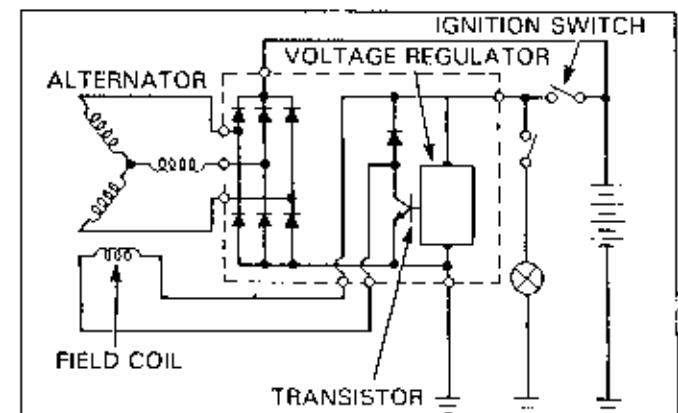 IGNITION SWITCH
VOLTAGE REGULATOR
ALTERNATOR
FIELD COIL
TRANSISTOR